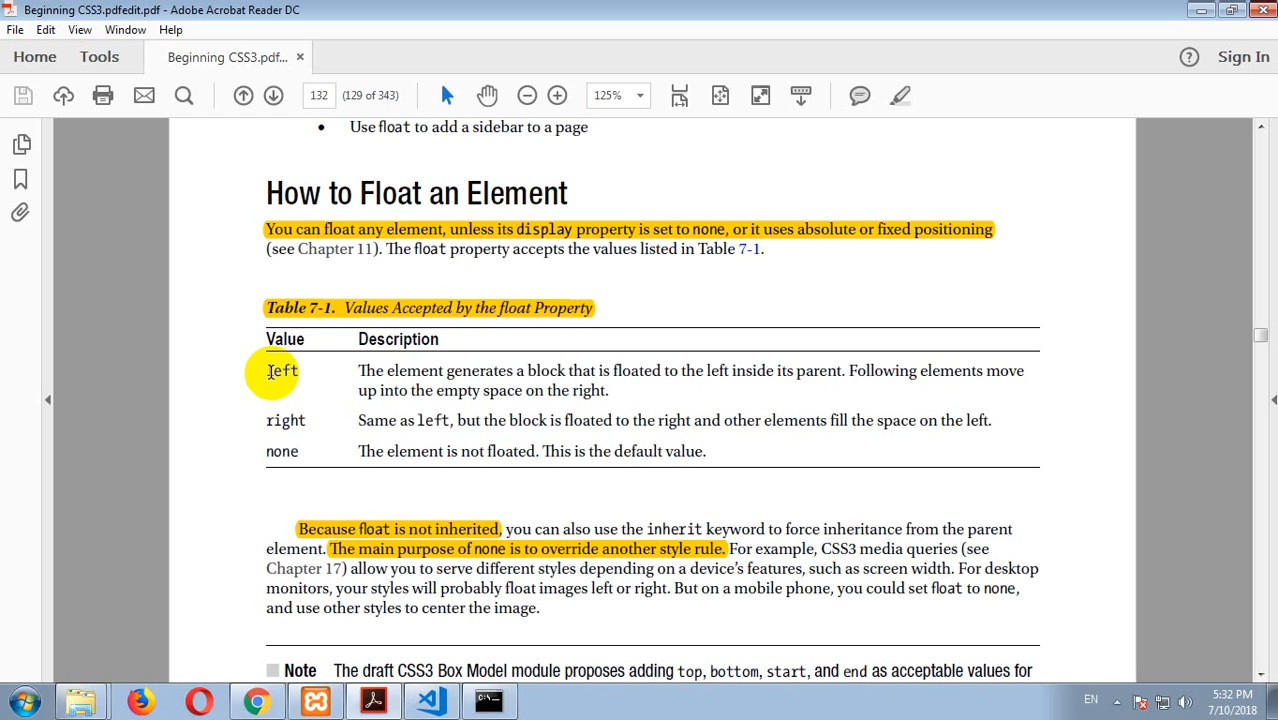 Beginning CSS3.pdfedit.pdf - Adobe Acrobat Reader DC
File Edit View Window Help
Home Tools Beginning CSS3.pdf... × Sign In
132 (129 of 343) 125%
• Use float to add a sidebar to a page
How to Float an Element
You can float any element, unless its display property is set to none, or it uses absolute or fixed positioning
(see Chapter 11). The float property accepts the values listed in Table 7-1.
Table 7-1. Values Accepted by the float Property
Value Description
left The element generates a block that is floated to the left inside its parent. Following elements move
up into the empty space on the right.
right Same as left, but the block is floated to the right and other elements fill the space on the left.
none The element is not floated. This is the default value.
Because float is not inherited, you can also use the inherit keyword to force inheritance from the parent
element. The main purpose of none is to override another style rule. For example, CSS3 media queries (see
Chapter 17) allow you to serve different styles depending on a device's features, such as screen width. For desktop
monitors, your styles will probably float images left or right. But on a mobile phone, you could set float to none,
and use other styles to center the image.
Note The draft CSS3 Box Model module proposes adding top, bottom, start, and end as acceptable values for
EN 5:32 PM
7/10/2018